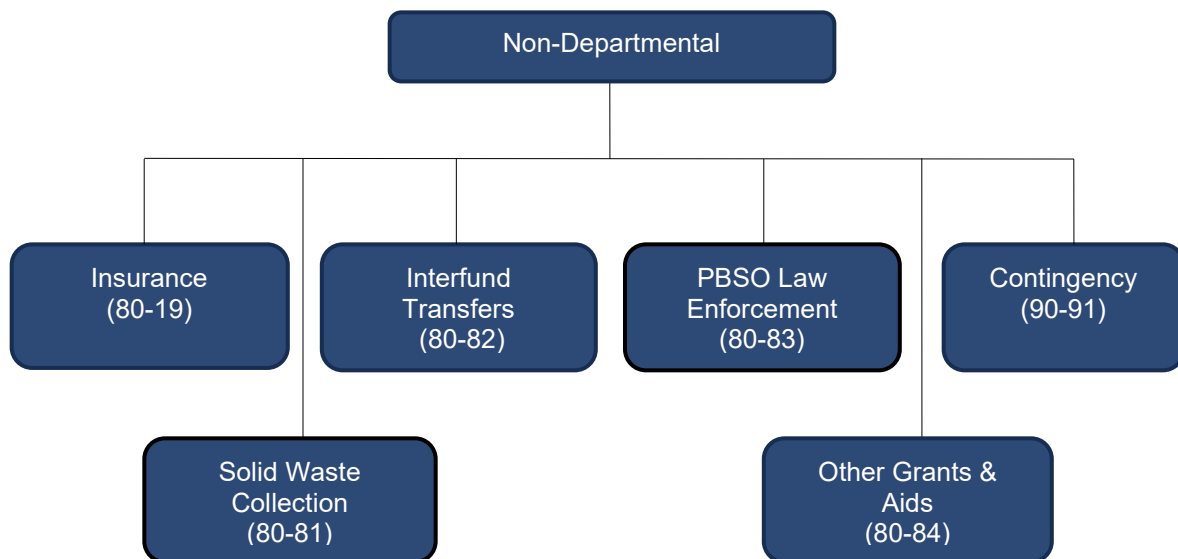 Non-Departmental
Insurance
(80-19)
Interfund
Transfers
(80-82)
PBSO Law
Enforcement
(80-83)
Contingency
(90-91)
Solid Waste
Collection
(80-81)
Other Grants &
Aids
(80-84)